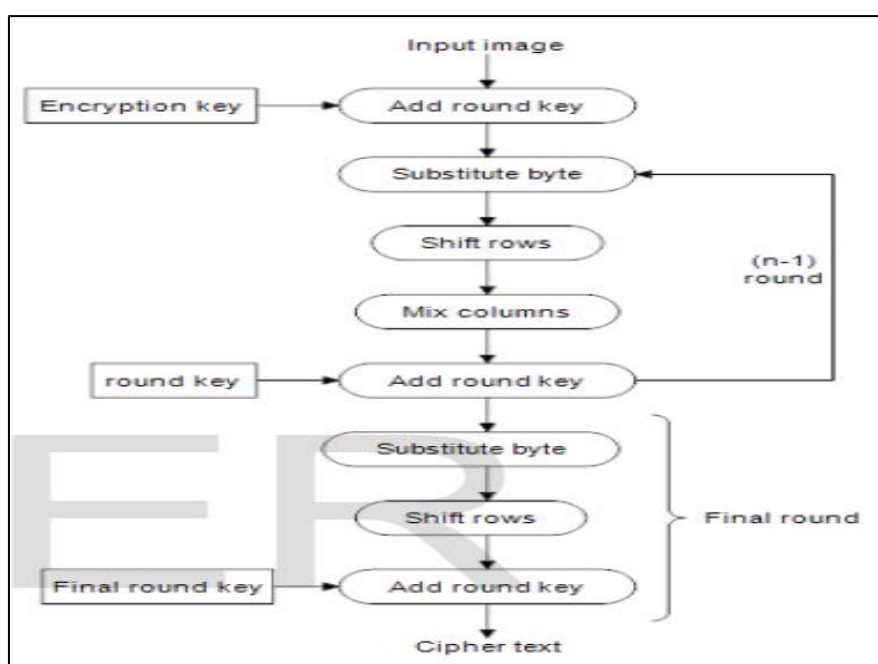 Input image
Encryption key
Add round key
Substitute byte
Shift rows
(n-1)
round
Mix columns
round key
Add round key
Substitute byte
Shift rows
Final round
Final round key
Add round key
Cipher text
ER